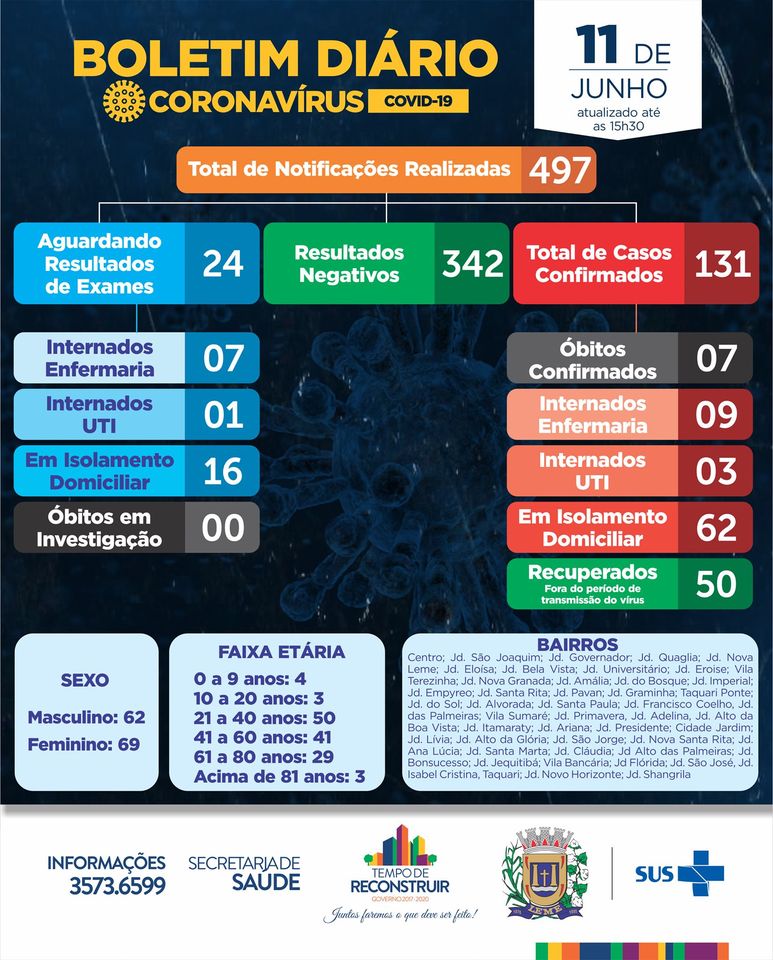 BOLETIM DIÁRIO
CORONAVÍRUS COVID-19
11 DE
JUNHO
atualizado até
as 15h30
Total de Notificações Realizadas 497
Aguardando
Resultados
de Exames
24
Resultados
Negativos
342
Total de Casos
Confirmados
131
Internados
Enfermaria
07
Internados
UTI
01
Em Isolamento
Domiciliar
16
Óbitos em
Investigação
00
Óbitos
Confirmados
07
Internados
Enfermaria
09
Internados
UTI
03
Em Isolamento
Domiciliar
62
Recuperados
Fora do período de
transmissão do vírus
50
SEXO
Masculino: 62
Feminino: 69
FAIXA ETÁRIA
0 a 9 anos: 4
10 a 20 anos: 3
21 a 40 anos: 50
41 a 60 anos: 41
61 a 80 anos: 29
Acima de 81 anos: 3
BAIRROS
Centro; Jd. São Joaquim; Jd. Governador; Jd. Quaglia; Jd. Nova
Leme; Jd. Eloísa; Jd. Bela Vista; Jd. Universitário; Jd. Eroise; Vila
Terezinha; Jd. Nova Granada; Jd. Amália; Jd. do Bosque; Jd. Imperial;
Jd. Empyreo; Jd. Santa Rita; Jd. Pavan; Jd. Graminha; Taquari Ponte;
Jd. do Sol; Jd. Alvorada; Jd. Santa Paula; Jd. Francisco Coelho, Jd.
das Palmeiras; Vila Sumaré; Jd. Primavera, Jd. Adelina, Jd. Alto da
Boa Vista; Jd. Itamaraty; Jd. Ariana; Jd. Presidente; Cidade Jardim;
Jd. Lívia; Jd. Alto da Glória; Jd. São Jorge; Jd. Nova Santa Rita; Jd.
Ana Lúcia; Jd. Santa Marta; Jd. Cláudia; Jd Alto das Palmeiras; Jd.
Bonsucesso; Jd. Jequitibá; Vila Bancária; Jd Flórida; Jd. São José, Jd.
Isabel Cristina, Taquari; Jd. Novo Horizonte; Jd. Shangrila
INFORMAÇÕES
3573.6599
SECRETARIA DE
SAÚDE
TEMPO DE
RECONSTRUIR
GOVERNO 2017-2020
Juntos faremos o que deve ser feito!
LEME
SUS